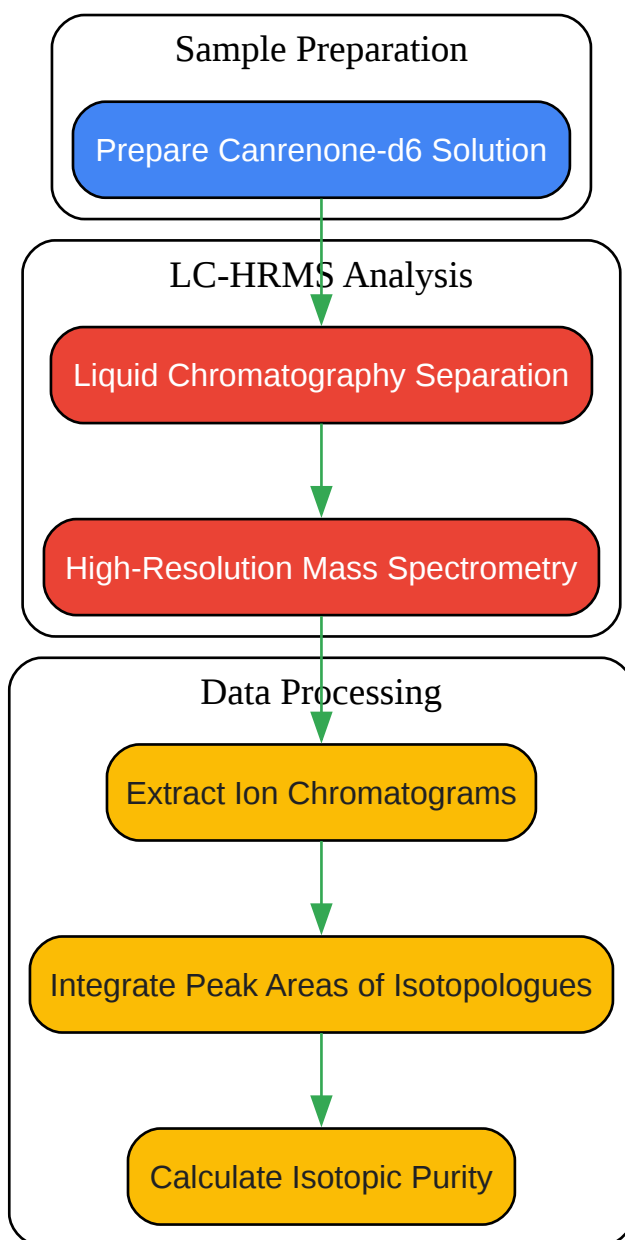 Sample Preparation
Prepare Canrenone-d6 Solution
LC-HRMS Analysis
Liquid Chromatography Separation
High-Resolution Mass Spectrometry
Data Processing
Extract Ion Chromatograms
Integrate Peak Areas of Isotopologues
Calculate Isotopic Purity